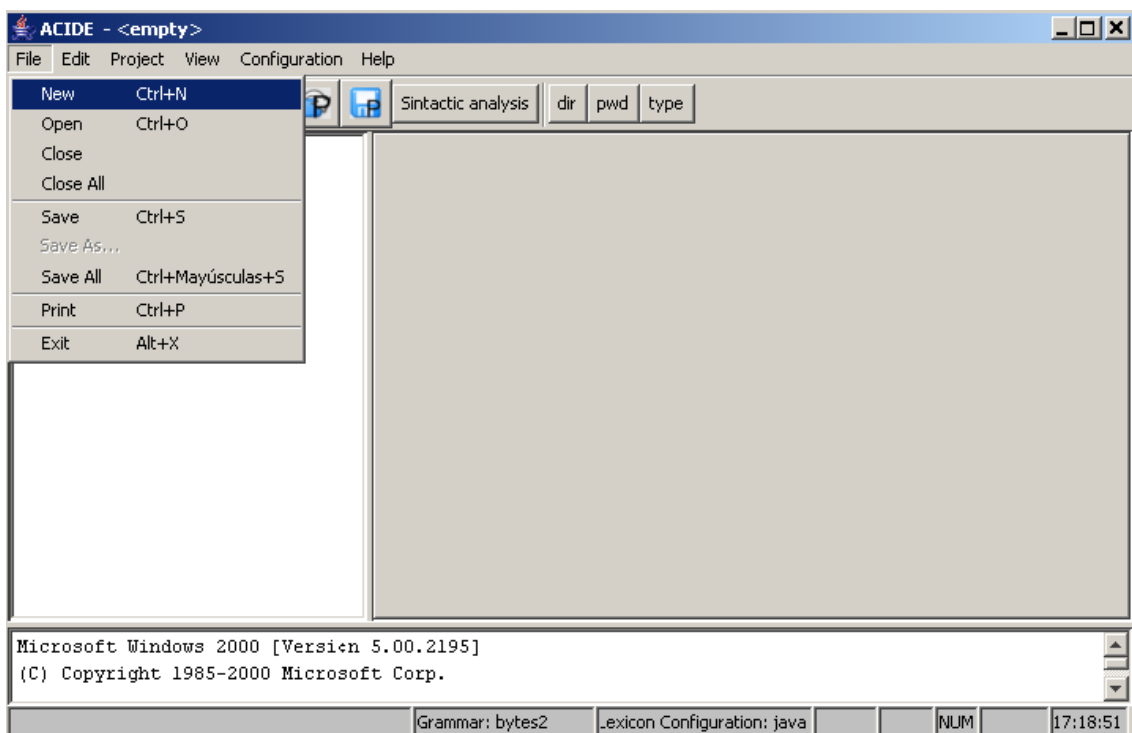 ACIDE - <empty>
File Edit Project View Configuration Help
New Ctrl+N
P P Sintactic analysis dir pwd type
Open Ctrl+O
Close
Close All
Save Ctrl+S
Save As...
Save All Ctrl+Mayúsculas+S
Print Ctrl+P
Exit Alt+X
Microsoft Windows 2000 [Versi¢n 5.00.2195]
(C) Copyright 1985-2000 Microsoft Corp.
Grammar: bytes2 Lexicon Configuration: java NUM 17:18:51